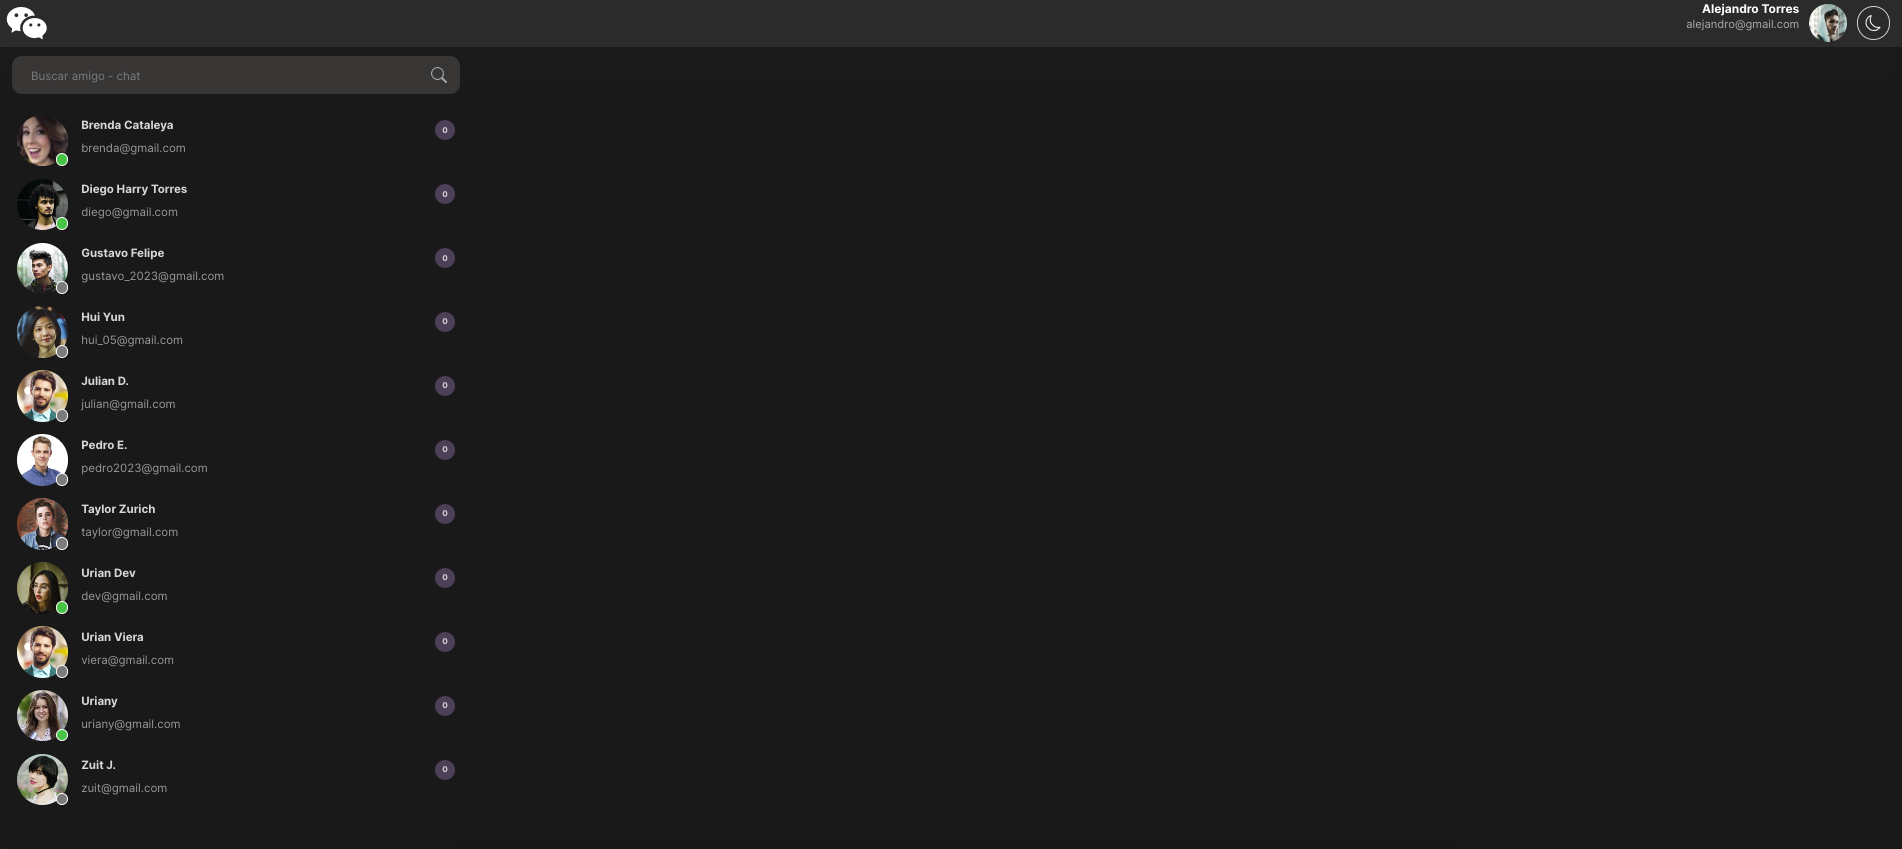 Alejandro Torres
alejandro@gmail.com
Buscar amigo - chat
Brenda Cataleya
0
brenda@gmail.com
Diego Harry Torres
0
diego@gmail.com
Gustavo Felipe
0
gustavo_2023@gmail.com
Hui Yun
0
hui_05@gmail.com
Julian D.
0
julian@gmail.com
Pedro E.
0
pedro2023@gmail.com
Taylor Zurich
0
taylor@gmail.com
Urian Dev
0
dev@gmail.com
Urian Viera
0
viera@gmail.com
Uriany
0
uriany@gmail.com
Zuit J.
0
zuit@gmail.com